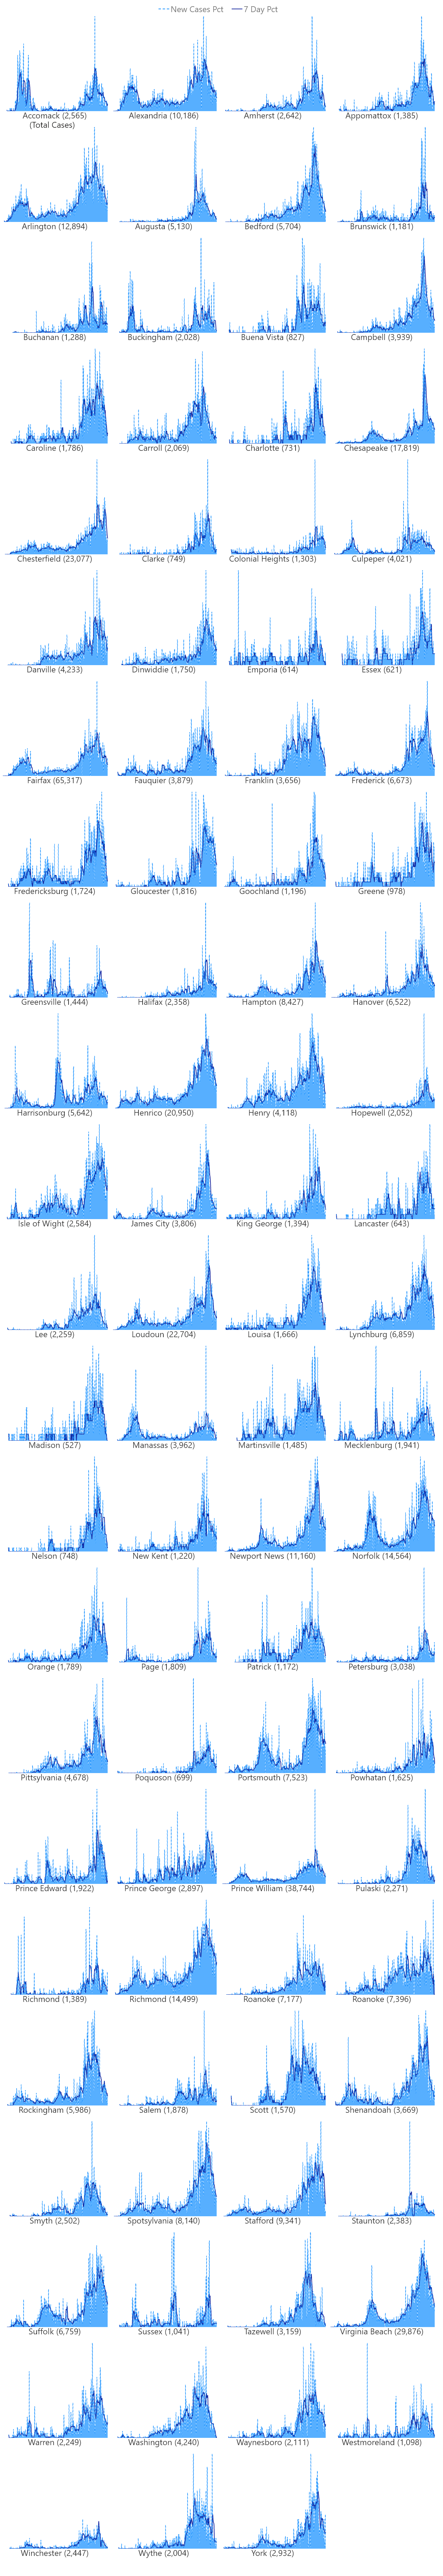 New Cases Pct 7 Day Pct
Accomack (2,565) Alexandria (10,186) Amherst (2,642) Appomattox (1,385)
(Total Cases)
Arlington (12,894) Augusta (5,130) Bedford (5,704) Brunswick (1,181)
Buchanan (1,288) Buckingham (2,028) Buena Vista (827) Campbell (3,939)
Caroline (1,786) Carroll (2,069) Charlotte (731) Chesapeake (17,819)
Chesterfield (23,077) Clarke (749) Colonial Heights (1,303) Culpeper (4,021)
Danville (4,233) Dinwiddie (1,750) Emporia (614) Essex (621)
Fairfax (65,317) Fauquier (3,879) Franklin (3,656) Frederick (6,673)
Fredericksburg (1,724) Gloucester (1,816) Goochland (1,196) Greene (978)
Greensville (1,444) Halifax (2,358) Hampton (8,427) Hanover (6,522)
Harrisonburg (5,642) Henrico (20,950) Henry (4,118) Hopewell (2,052)
Isle of Wight (2,584) James City (3,806) King George (1,394) Lancaster (643)
Lee (2,259) Loudoun (22,704) Louisa (1,666) Lynchburg (6,859)
Madison (527) Manassas (3,962) Martinsville (1,485) Mecklenburg (1,941)
Nelson (748) New Kent (1,220) Newport News (11,160) Norfolk (14,564)
Orange (1,789) Page (1,809) Patrick (1,172) Petersburg (3,038)
Pittsylvania (4,678) Poquoson (699) Portsmouth (7,523) Powhatan (1,625)
Prince Edward (1,922) Prince George (2,897) Prince William (38,744) Pulaski (2,271)
Richmond (1,389) Richmond (14,499) Roanoke (7,177) Roanoke (7,396)
Rockingham (5,986) Salem (1,878) Scott (1,570) Shenandoah (3,669)
Smyth (2,502) Spotsylvania (8,140) Stafford (9,341) Staunton (2,383)
Suffolk (6,759) Sussex (1,041) Tazewell (3,159) Virginia Beach (29,876)
Warren (2,249) Washington (4,240) Waynesboro (2,111) Westmoreland (1,098)
Winchester (2,447) Wythe (2,004) York (2,932)